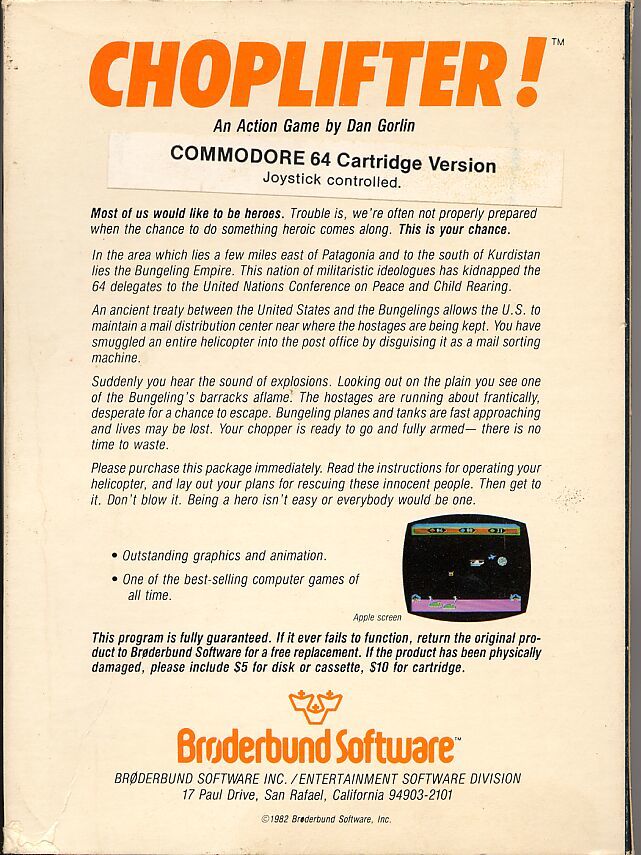 CHOPLIFTER!™
An Action Game by Dan Gorlin
COMMODORE 64 Cartridge Version
Joystick controlled.
Most of us would like to be heroes. Trouble is, we're often not properly prepared
when the chance to do something heroic comes along. This is your chance.
In the area which lies a few miles east of Patagonia and to the south of Kurdistan
lies the Bungeling Empire. This nation of militaristic ideologues has kidnapped the
64 delegates to the United Nations Conference on Peace and Child Rearing.
An ancient treaty between the United States and the Bungelings allows the U.S. to
maintain a mail distribution center near where the hostages are being kept. You have
smuggled an entire helicopter into the post office by disguising it as a mail sorting
machine.
Suddenly you hear the sound of explosions. Looking out on the plain you see one
of the Bungeling's barracks aflame. The hostages are running about frantically,
desperate for a chance to escape. Bungeling planes and tanks are fast approaching
and lives may be lost. Your chopper is ready to go and fully armed— there is no
time to waste.
Please purchase this package immediately. Read the instructions for operating your
helicopter, and lay out your plans for rescuing these innocent people. Then get to
it. Don't blow it. Being a hero isn't easy or everybody would be one.
• Outstanding graphics and animation.
• One of the best-selling computer games of
all time.
Apple screen
This program is fully guaranteed. If it ever fails to function, return the original pro-
duct to Brøderbund Software for a free replacement. If the product has been physically
damaged, please include $5 for disk or cassette, $10 for cartridge.
Brøderbund Software™
BRØDERBUND SOFTWARE INC. / ENTERTAINMENT SOFTWARE DIVISION
17 Paul Drive, San Rafael, California 94903-2101
©1982 Brøderbund Software, Inc.